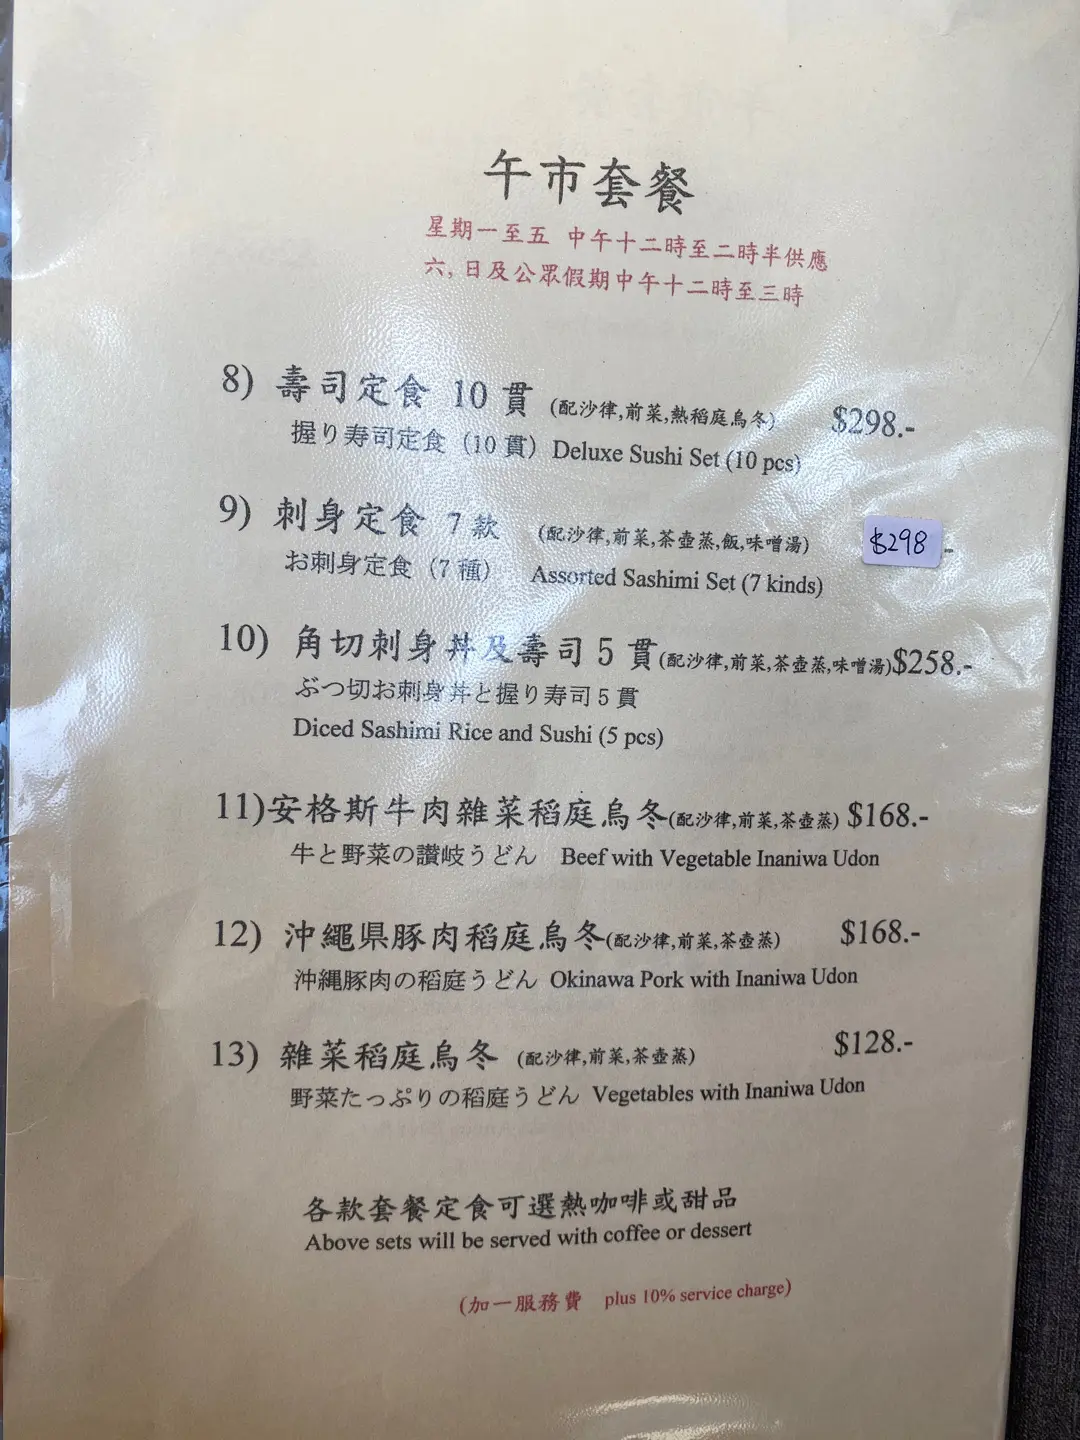 午市套餐
星期一至五 中午十二時至二時半供應
六,日及公眾假期中午十二時至三時
8) 壽司定食 10 貫 (配沙律,前菜,熱稻庭烏冬) $298.-
握り寿司定食（10 貫）Deluxe Sushi Set (10 pcs)
9) 刺身定食 7 款 (配沙律,前菜,茶壺蒸,飯,味噌湯) $298 -
お刺身定食（7 種） Assorted Sashimi Set (7 kinds)
10) 角切刺身丼及壽司 5 貫(配沙律,前菜,茶壺蒸,味噌湯)$258.-
ぶつ切お刺身丼と握り寿司 5 貫
Diced Sashimi Rice and Sushi (5 pcs)
11)安格斯牛肉雜菜稻庭烏冬(配沙律,前菜,茶壺蒸) $168.-
牛と野菜の讃岐うどん Beef with Vegetable Inaniwa Udon
12) 沖繩県豚肉稻庭烏冬(配沙律,前菜,茶壺蒸) $168.-
沖縄豚肉の稲庭うどん Okinawa Pork with Inaniwa Udon
13) 雜菜稻庭烏冬 (配沙律,前菜,茶壺蒸) $128.-
野菜たっぷりの稲庭うどん Vegetables with Inaniwa Udon
各款套餐定食可選熱咖啡或甜品
Above sets will be served with coffee or dessert
(加一服務費 plus 10% service charge)